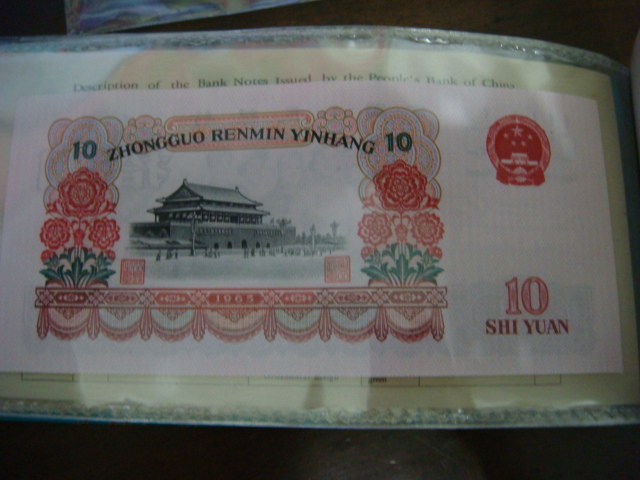 Description of the Bank Notes Issued by the People's Bank of China
10 ZHONGGUO RENMIN YINHANG 10
1965
10
SHI YUAN
green